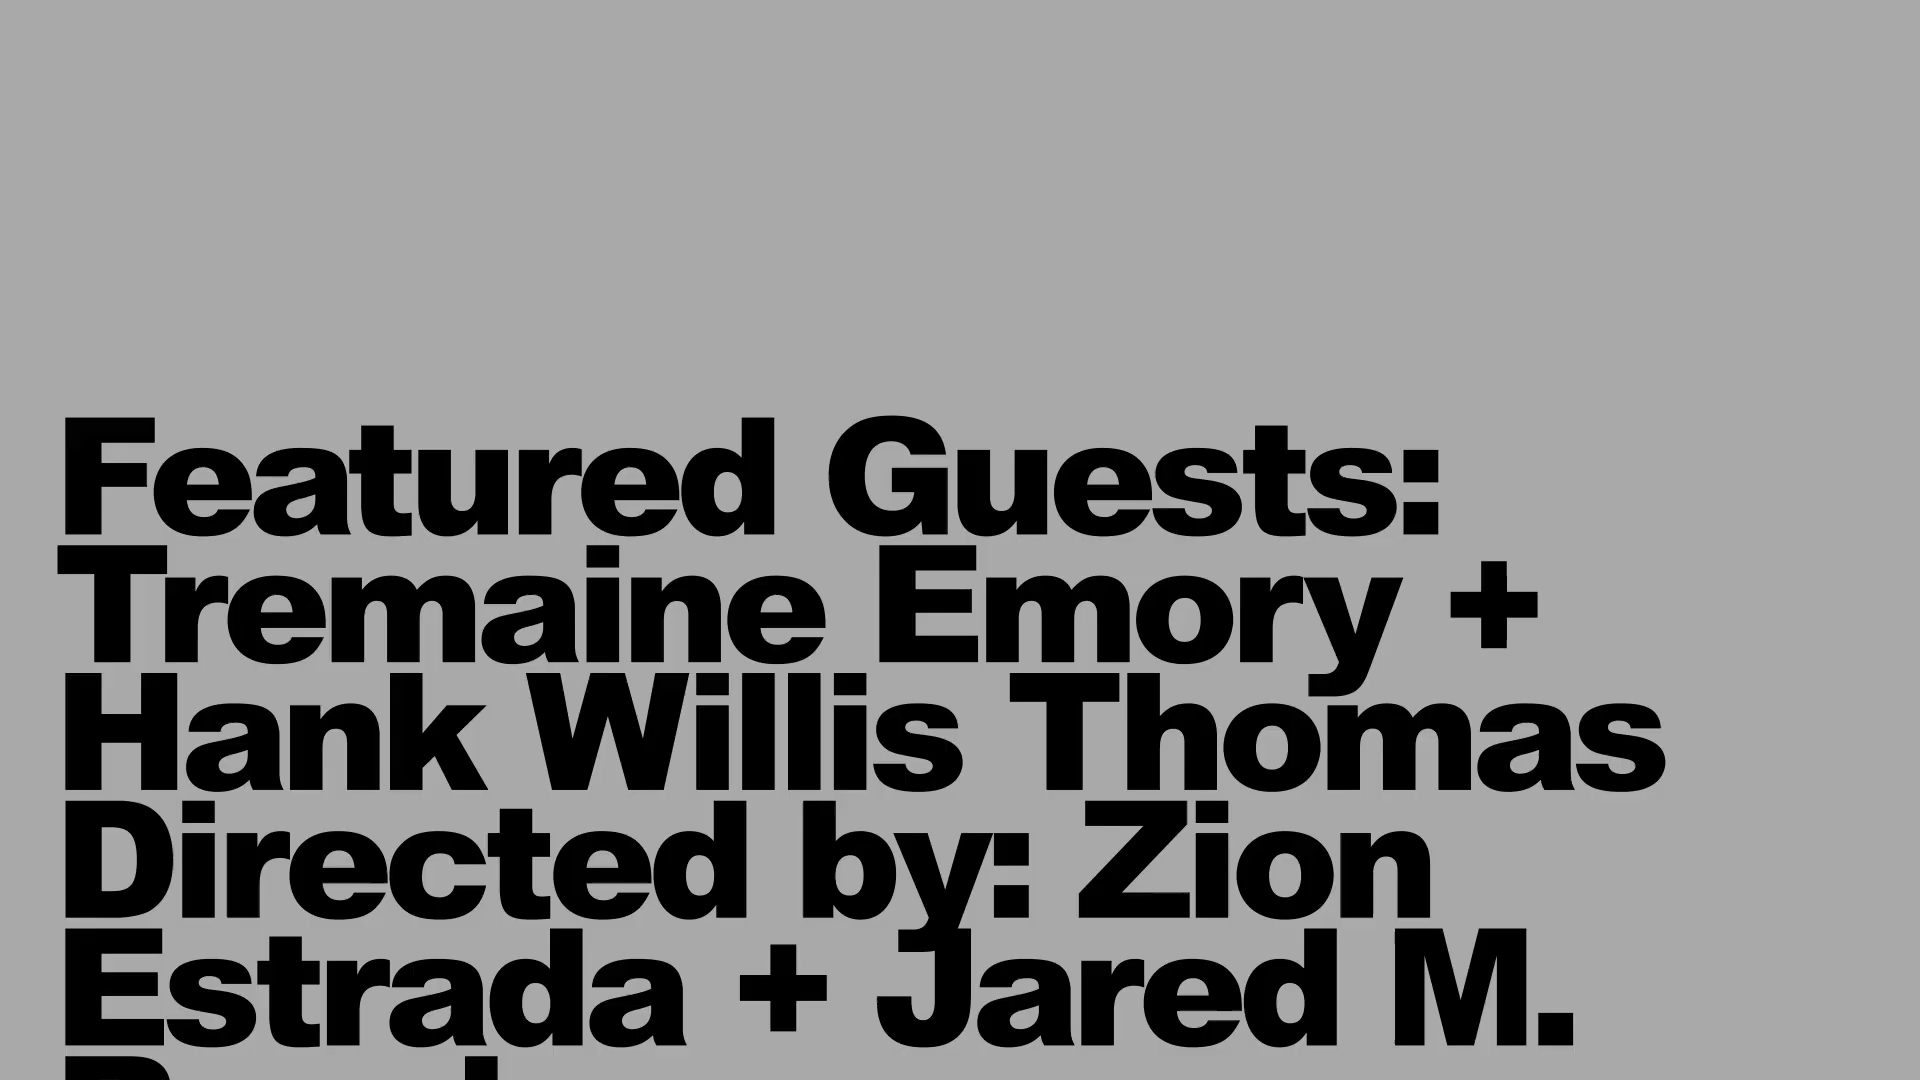 Featured Guests:
Tremaine Emory +
Hank Willis Thomas
Directed by: Zion
Estrada + Jared M.